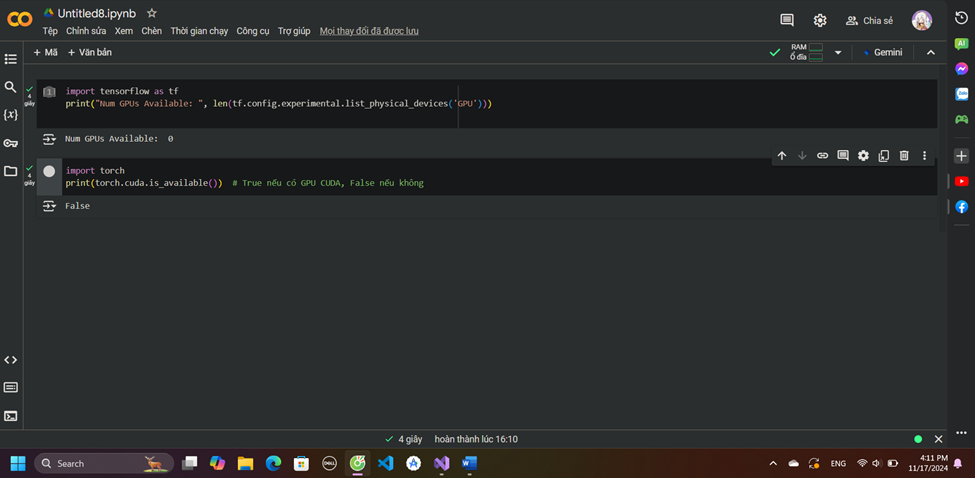 Untitled8.ipynb
Tệp Chỉnh sửa Xem Chèn Thời gian chạy Công cụ Trợ giúp Mọi thay đổi đã được lưu
Chia sẻ
+ Mã + Văn bản
RAM
Ổ đĩa
Gemini
4
giây
1
import tensorflow as tf
print("Num GPUs Available: ", len(tf.config.experimental.list_physical_devices('GPU')))
Num GPUs Available: 0
4
giây
import torch
print(torch.cuda.is_available()) # True nếu có GPU CUDA, False nếu không
False
{x}
AI
Zalo
4 giây hoàn thành lúc 16:10
Search
DELL
ENG
4:11 PM
11/17/2024